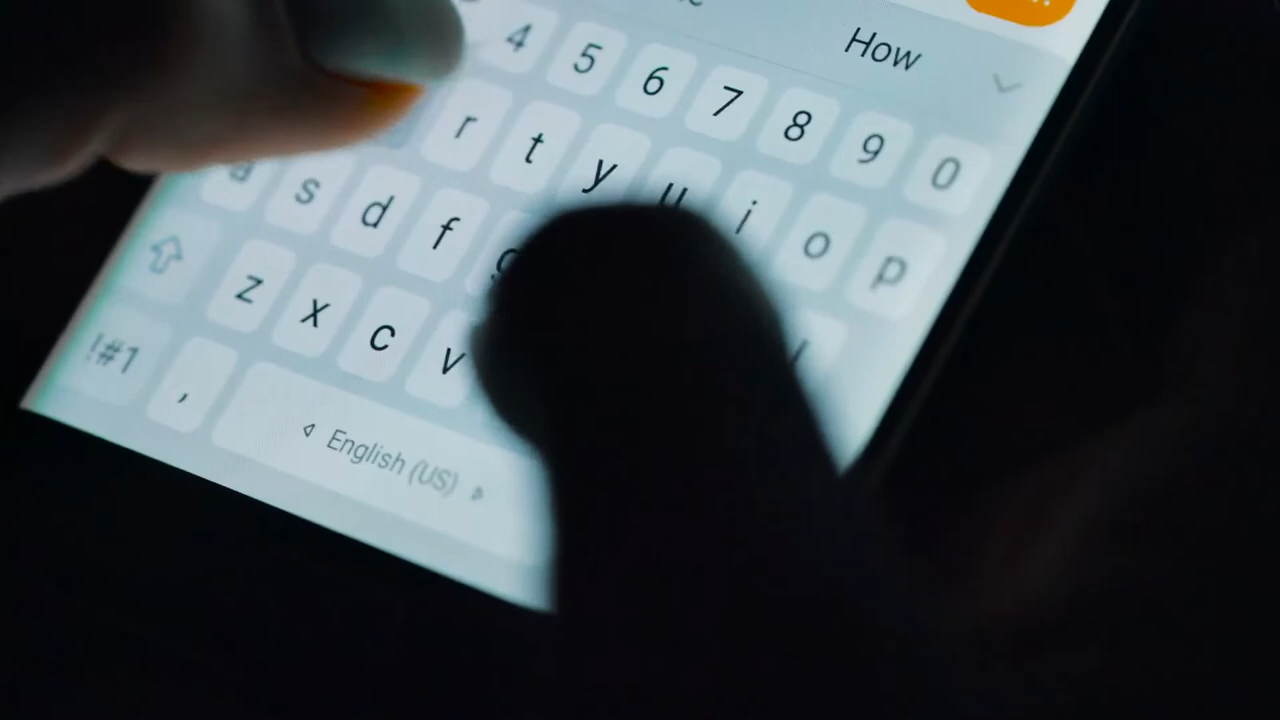 How
4 5 6 7 8 9 0
r t y u i o p
a s d f g
z x c v
!#1 , English (US)